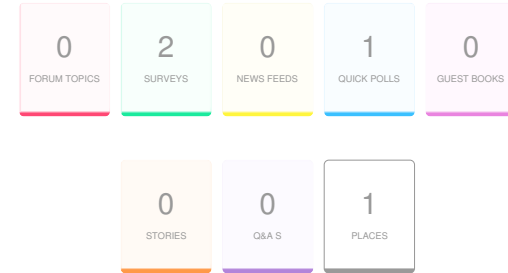 0
FORUM TOPICS
2
SURVEYS
0
NEWS FEEDS
1
QUICK POLLS
0
GUEST BOOKS
0
STORIES
0
Q&A S
1
PLACES